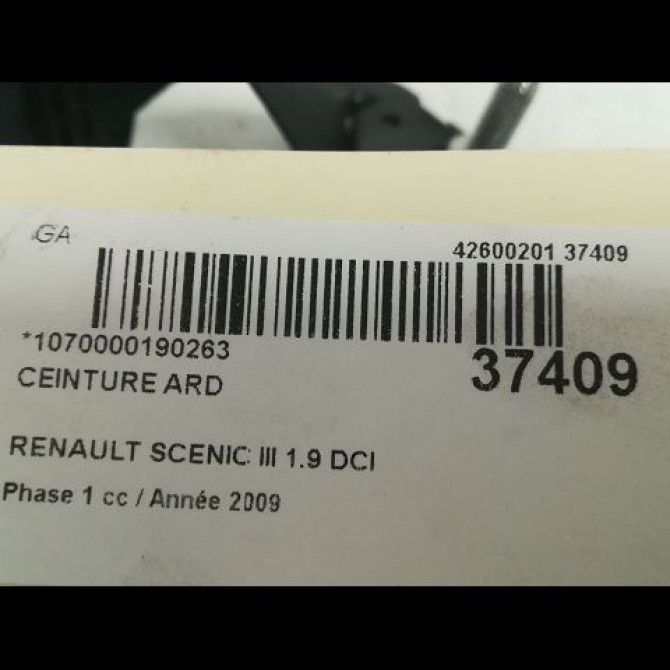 GA
42600201 37409
*1070000190263
37409
CEINTURE ARD
RENAULT SCENIC III 1.9 DCI
Phase 1 cc / Année 2009